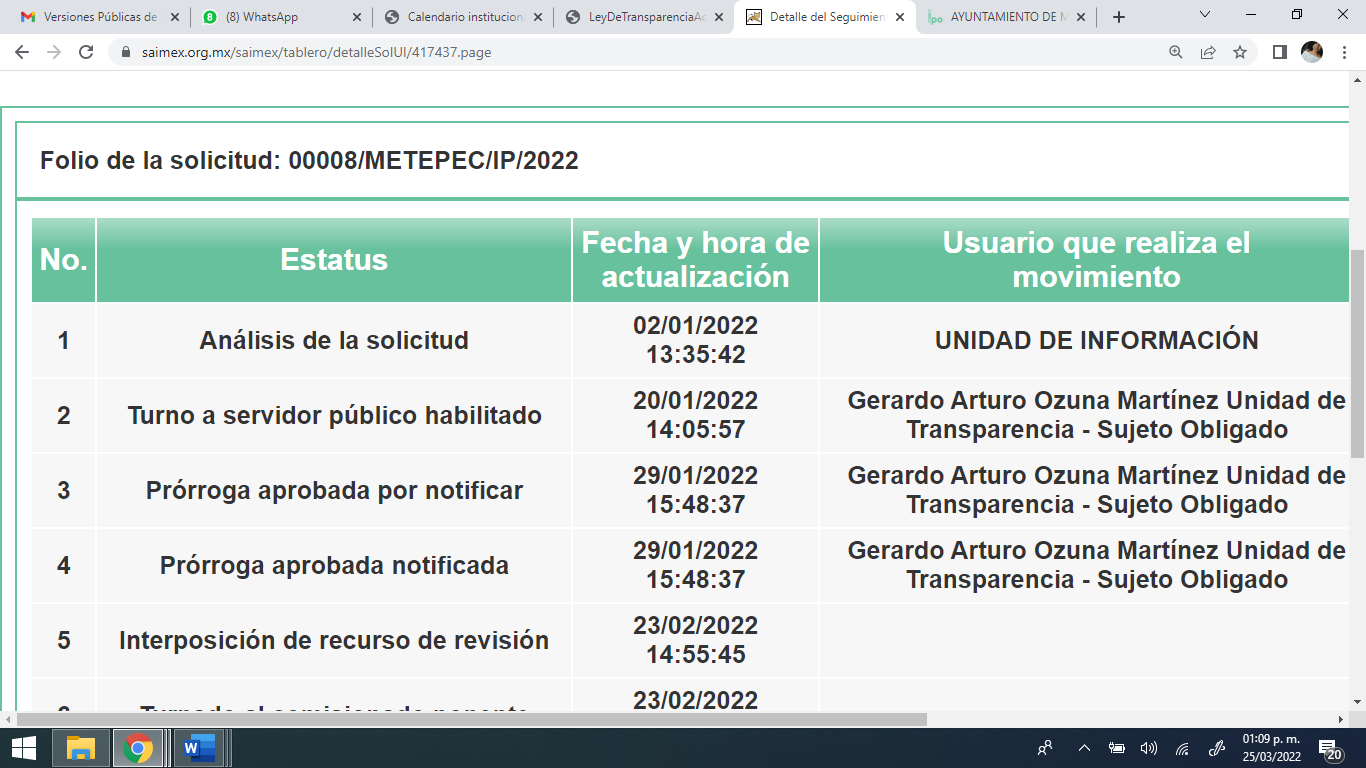 Versiones Públicas de
(8) WhatsApp
Calendario institucion
LeyDeTransparenciaAc
Detalle del Seguimien
AYUNTAMIENTO DE M
saimex.org.mx/saimex/tablero/detalleSolUI/417437.page
Folio de la solicitud: 00008/METEPEC/IP/2022
No.
Estatus
Fecha y hora de
actualización
Usuario que realiza el
movimiento
1
Análisis de la solicitud
02/01/2022
13:35:42
UNIDAD DE INFORMACIÓN
2
Turno a servidor público habilitado
20/01/2022
14:05:57
Gerardo Arturo Ozuna Martínez Unidad de
Transparencia - Sujeto Obligado
3
Prórroga aprobada por notificar
29/01/2022
15:48:37
Gerardo Arturo Ozuna Martínez Unidad de
Transparencia - Sujeto Obligado
4
Prórroga aprobada notificada
29/01/2022
15:48:37
Gerardo Arturo Ozuna Martínez Unidad de
Transparencia - Sujeto Obligado
5
Interposición de recurso de revisión
23/02/2022
14:55:45
6
Turnado al comisionado ponente
23/02/2022
01:09 p. m.
25/03/2022
20